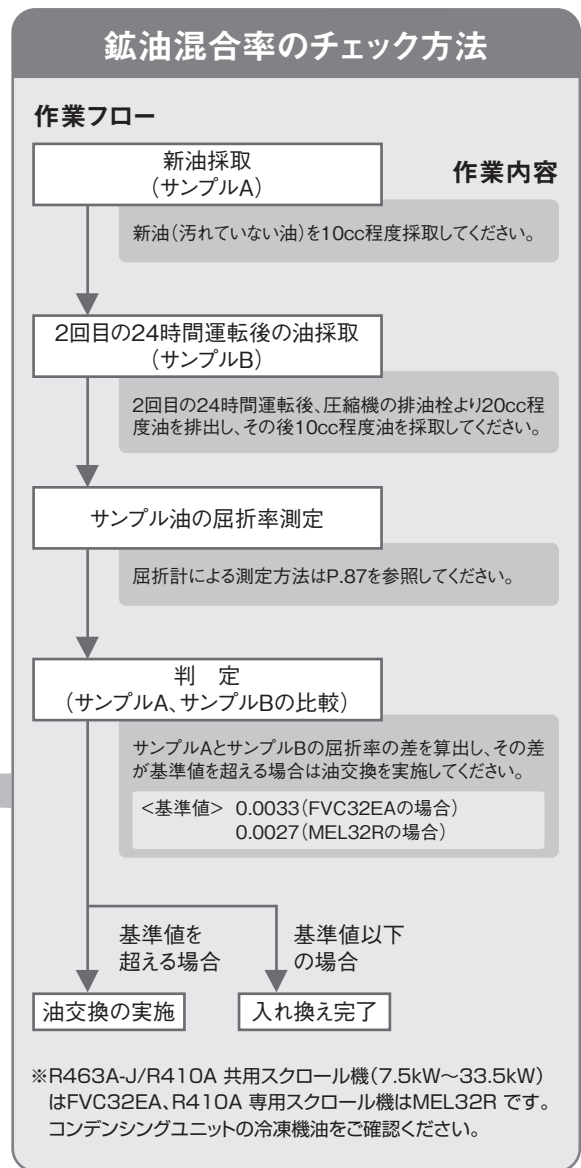 鉱油混合率のチェック方法
作業フロー
新油採取
（サンプルA）
作業内容
新油（汚れていない油）を10cc程度採取してください。
2回目の24時間運転後の油採取
（サンプルB）
2回目の24時間運転後、圧縮機の排油栓より20cc程
度油を排出し、その後10cc程度油を採取してください。
サンプル油の屈折率測定
屈折計による測定方法はP.87を参照してください。
判　定
（サンプルA、サンプルBの比較）
サンプルAとサンプルBの屈折率の差を算出し、その差
が基準値を超える場合は油交換を実施してください。
<基準値> 0.0033（FVC32EAの場合）
0.0027（MEL32Rの場合）
基準値を
超える場合
基準値以下
の場合
油交換の実施
入れ換え完了
※R463A-J/R410A 共用スクロール機（7.5kW～33.5kW）
はFVC32EA、R410A 専用スクロール機はMEL32R です。
コンデンシングユニットの冷凍機油をご確認ください。